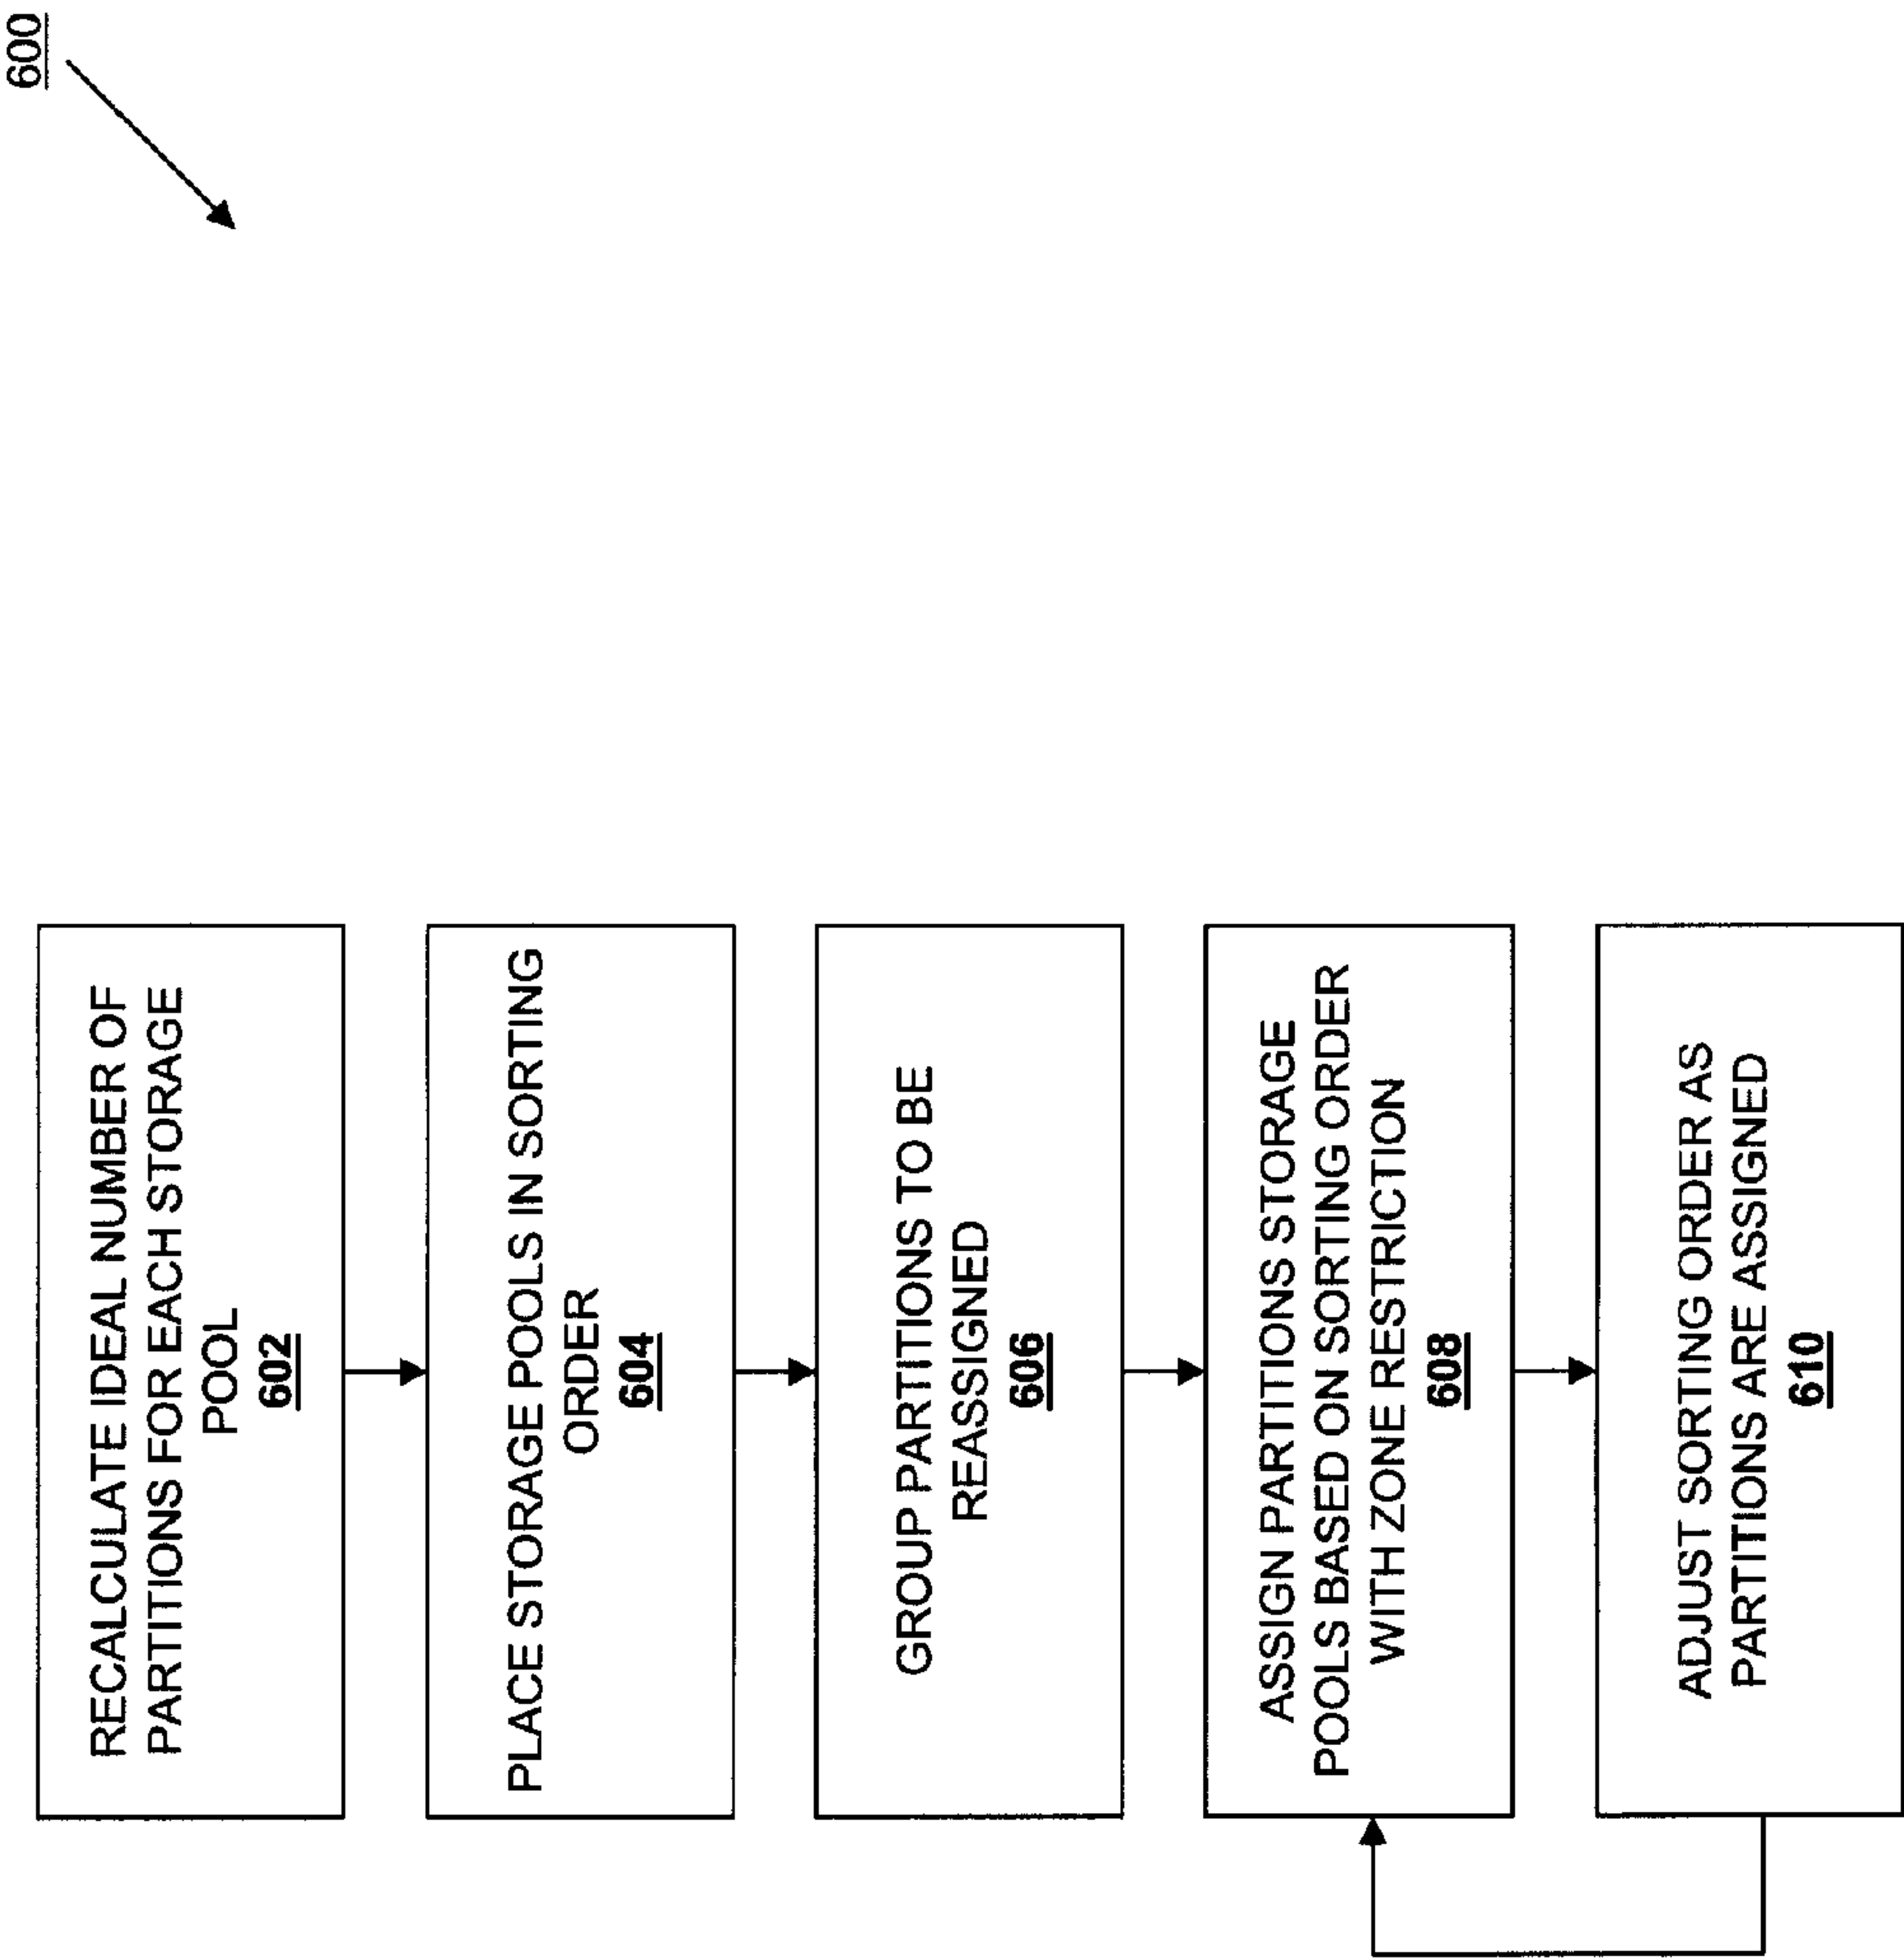 600
RECALCULATE IDEAL NUMBER OF
PARTITIONS FOR EACH STORAGE
POOL
602
PLACE STORAGE POOLS IN SORTING
ORDER
604
GROUP PARTITIONS TO BE
REASSIGNED
606
ASSIGN PARTITIONS STORAGE
POOLS BASED ON SORTING ORDER
WITH ZONE RESTRICTION
608
ADJUST SORTING ORDER AS
PARTITIONS ARE ASSIGNED
610